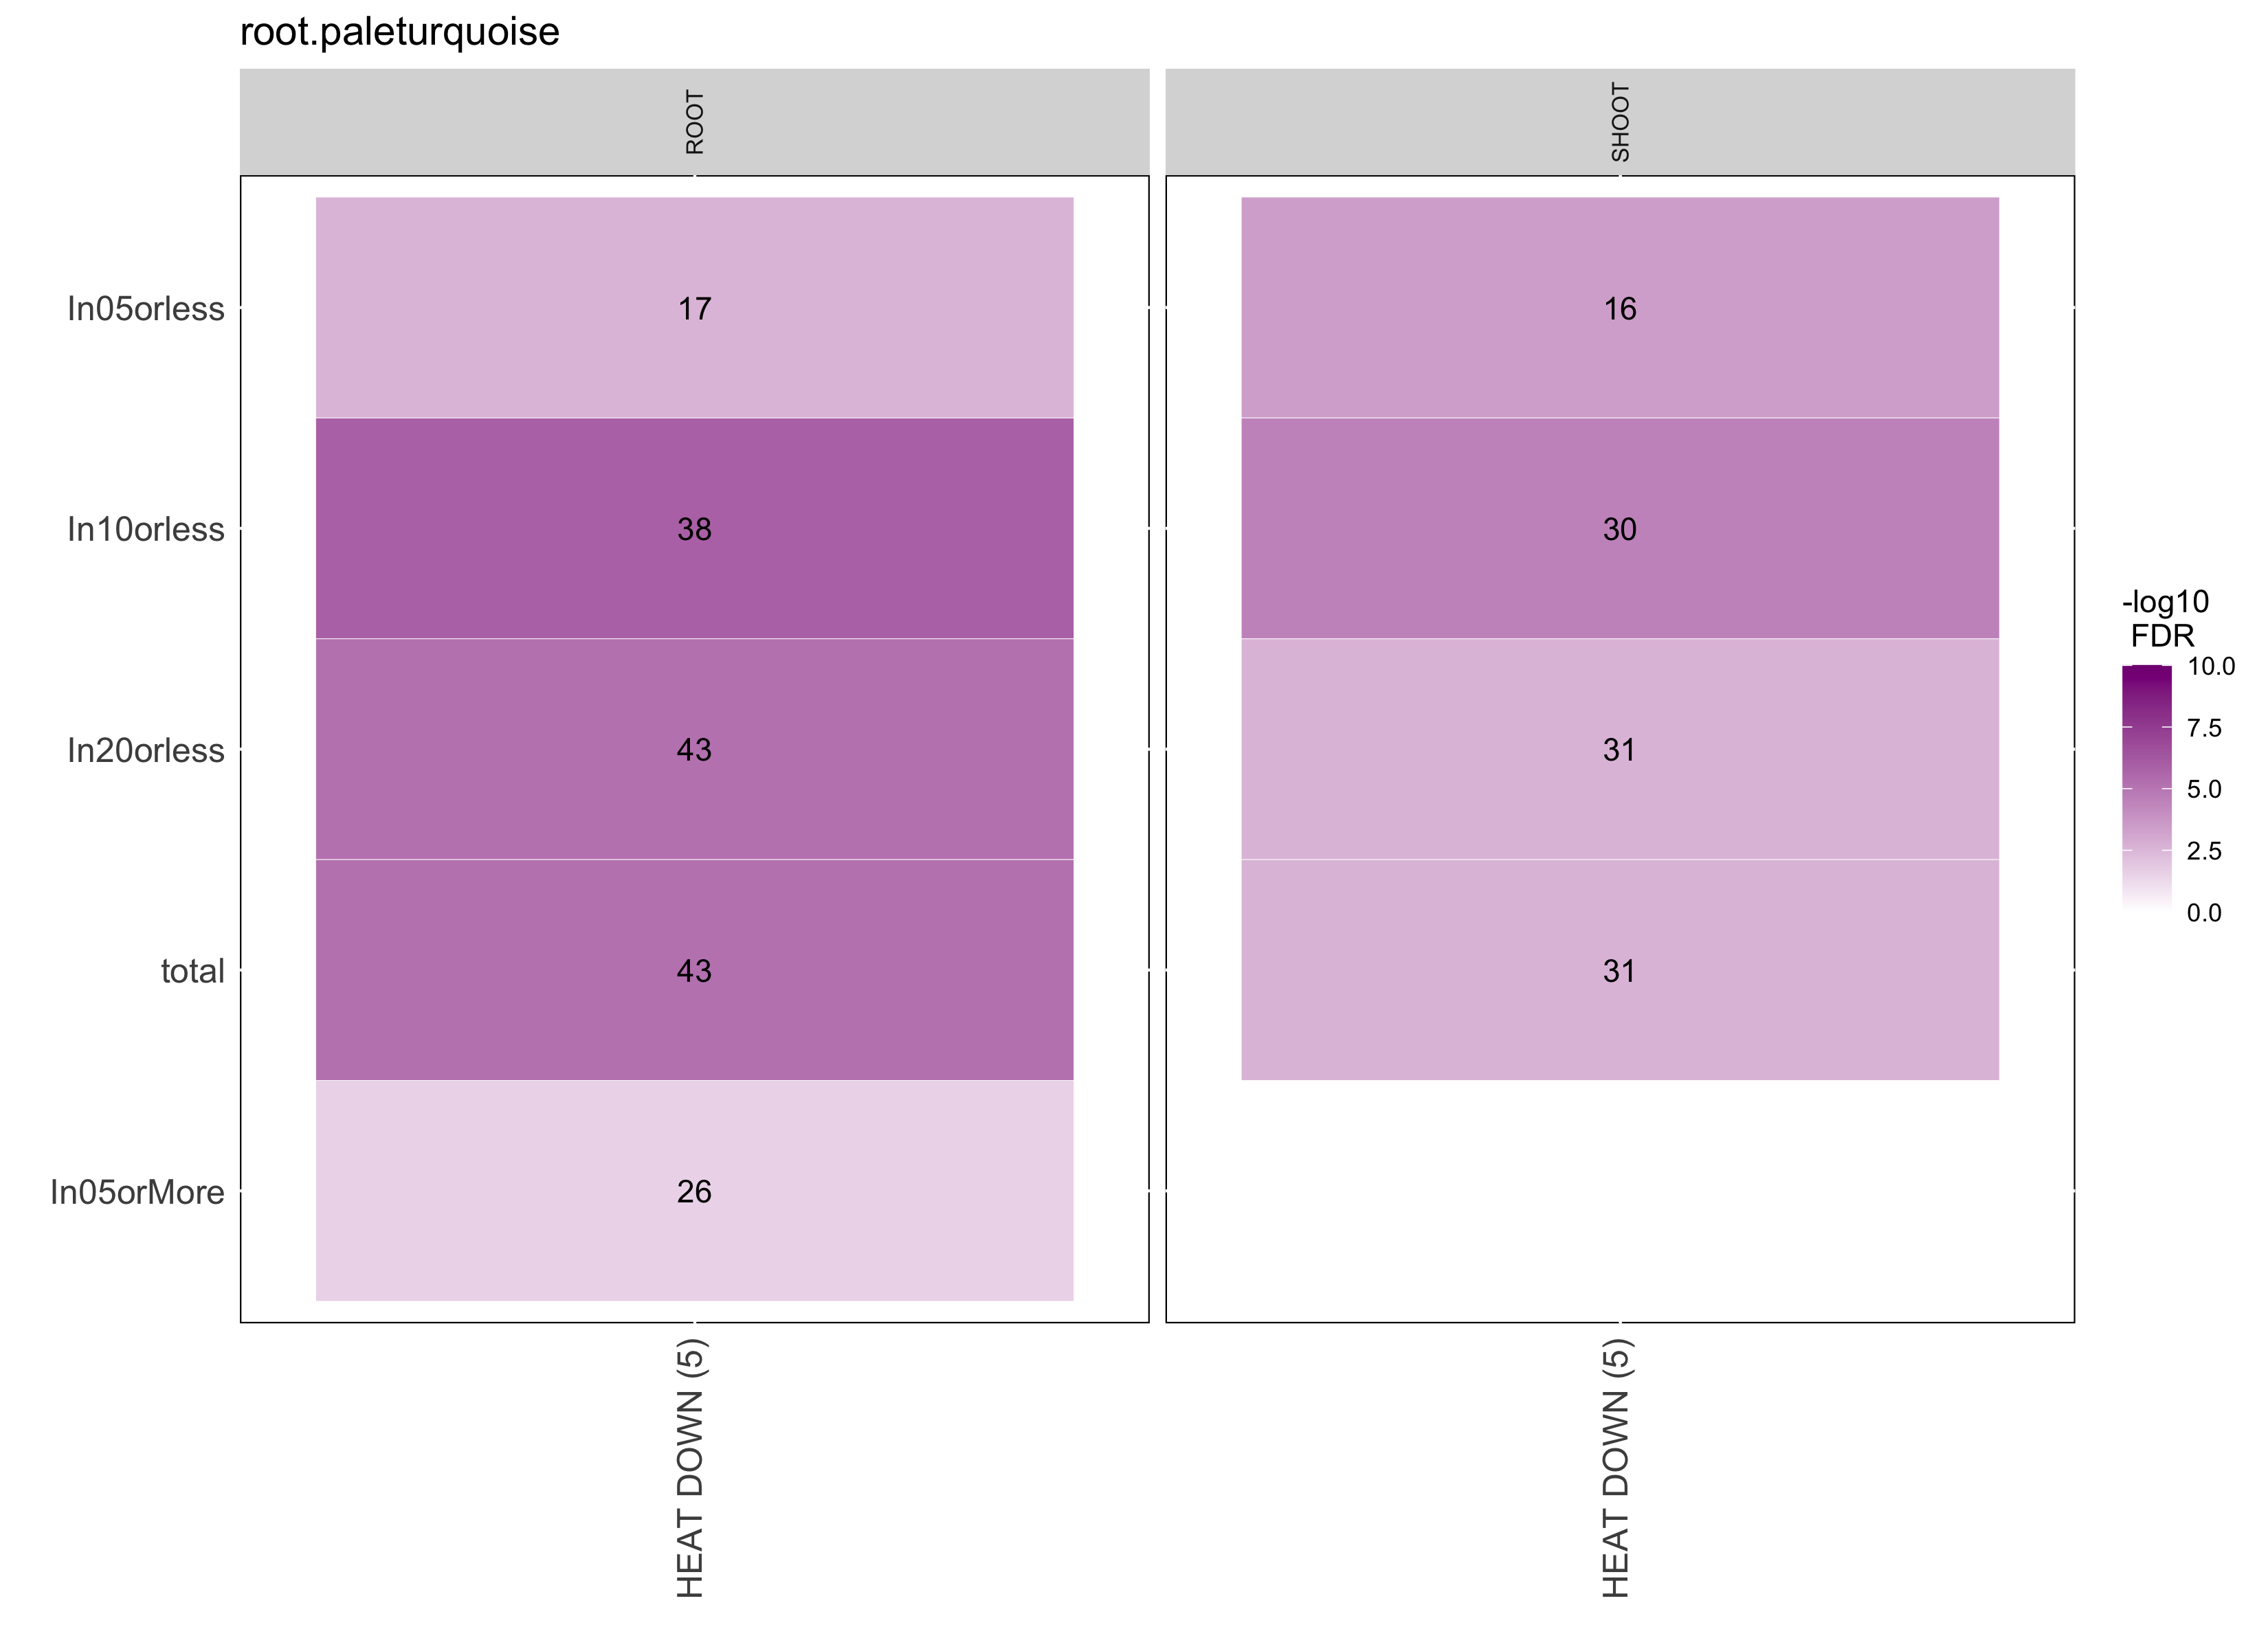 root.paleturquoise
ROOT
SHOOT
In05orless
17
16
In10orless
38
30
In20orless
43
31
total
43
31
In05orMore
26
HEAT DOWN (5)
HEAT DOWN (5)
-log10
FDR
10.0
7.5
5.0
2.5
0.0